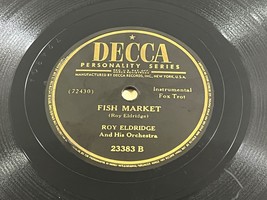 DECCA
PERSONALITY SERIES
MANUFACTURED BY DECCA RECORDS, INC., NEW YORK, U.S.A.
(72430)
Instrumental
Fox Trot
FISH MARKET
(Roy Eldridge)
ROY ELDRIDGE
And His Orchestra
23383 B